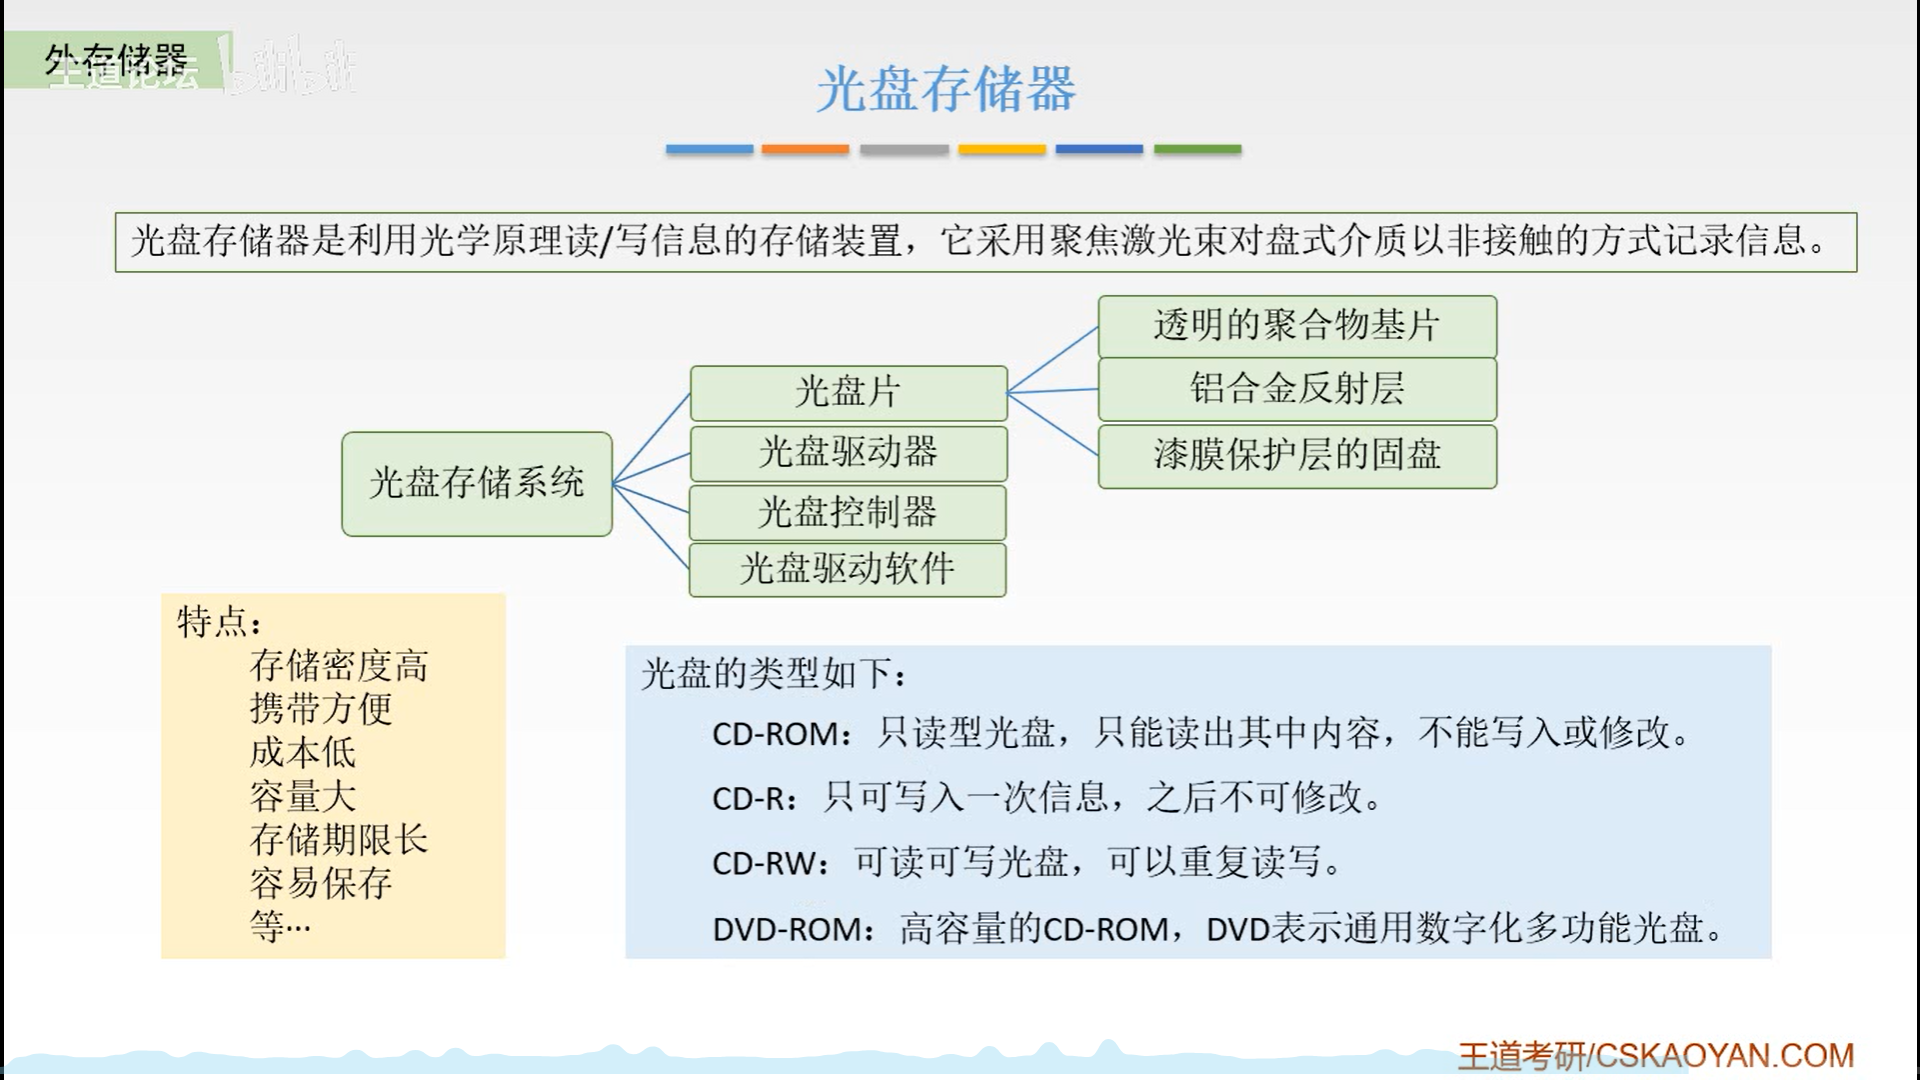 外存储器
王道论坛
bilibili
光盘存储器
光盘存储器是利用光学原理读/写信息的存储装置，它采用聚焦激光束对盘式介质以非接触的方式记录信息。
光盘存储系统
光盘片
光盘驱动器
光盘控制器
光盘驱动软件
透明的聚合物基片
铝合金反射层
漆膜保护层的固盘
特点：
存储密度高
携带方便
成本低
容量大
存储期限长
容易保存
等…
光盘的类型如下：
CD-ROM：只读型光盘，只能读出其中内容，不能写入或修改。
CD-R：只可写入一次信息，之后不可修改。
CD-RW：可读可写光盘，可以重复读写。
DVD-ROM：高容量的CD-ROM，DVD表示通用数字化多功能光盘。
王道考研/CSKAOYAN.COM